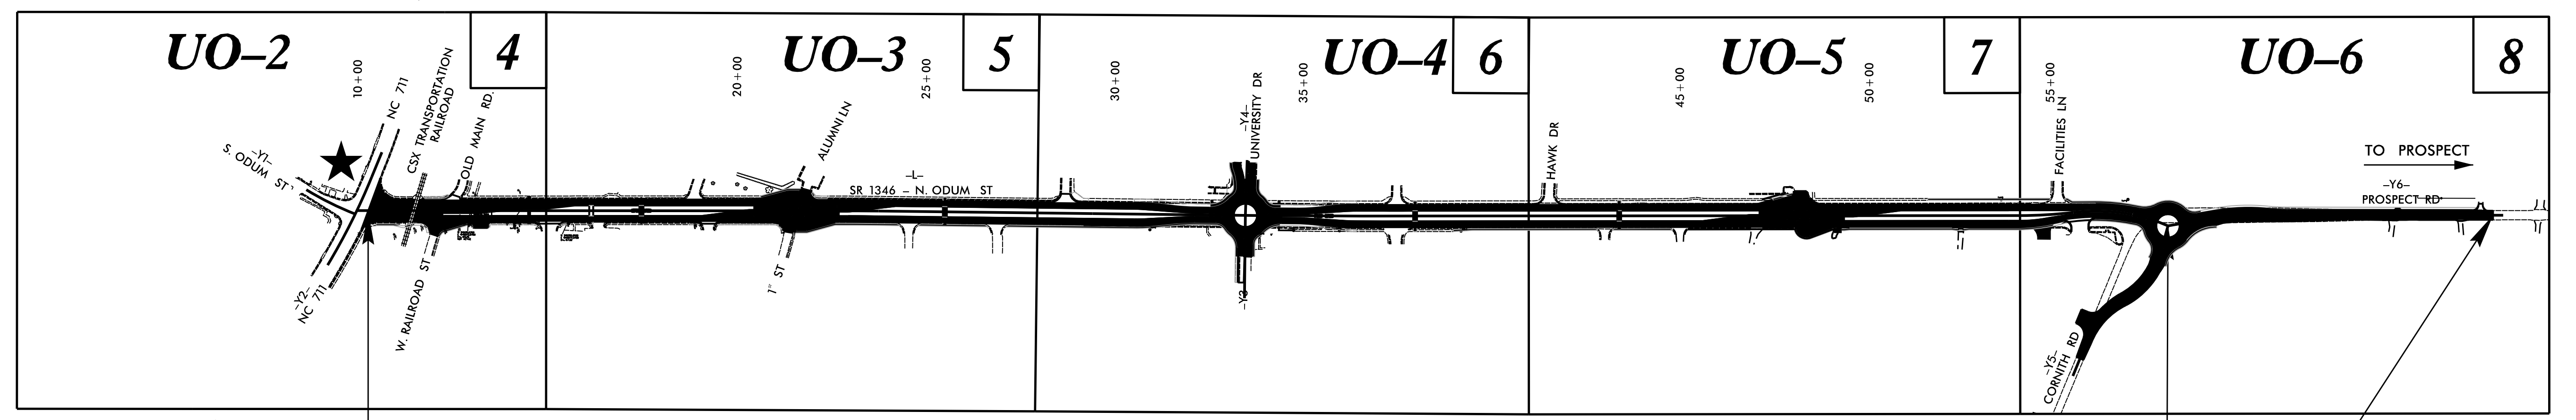 UO–2
4
10+00
NC 711
CSX TRANSPORTATION
RAILROAD
OLD MAIN RD.
–Y1–
S. ODUM ST.
–Y2–
NC 711
W. RAILROAD ST
UO–3
5
20+00
25+00
ALUMNI LN
–L–
SR 1346 – N. ODUM ST
1ST ST
UO–4
6
30+00
35+00
–Y4–
UNIVERSITY DR
–Y3–
UO–5
7
45+00
50+00
HAWK DR
UO–6
8
55+00
FACILITIES LN
TO PROSPECT
–Y6–
PROSPECT RD
–Y5–
CORNITH RD